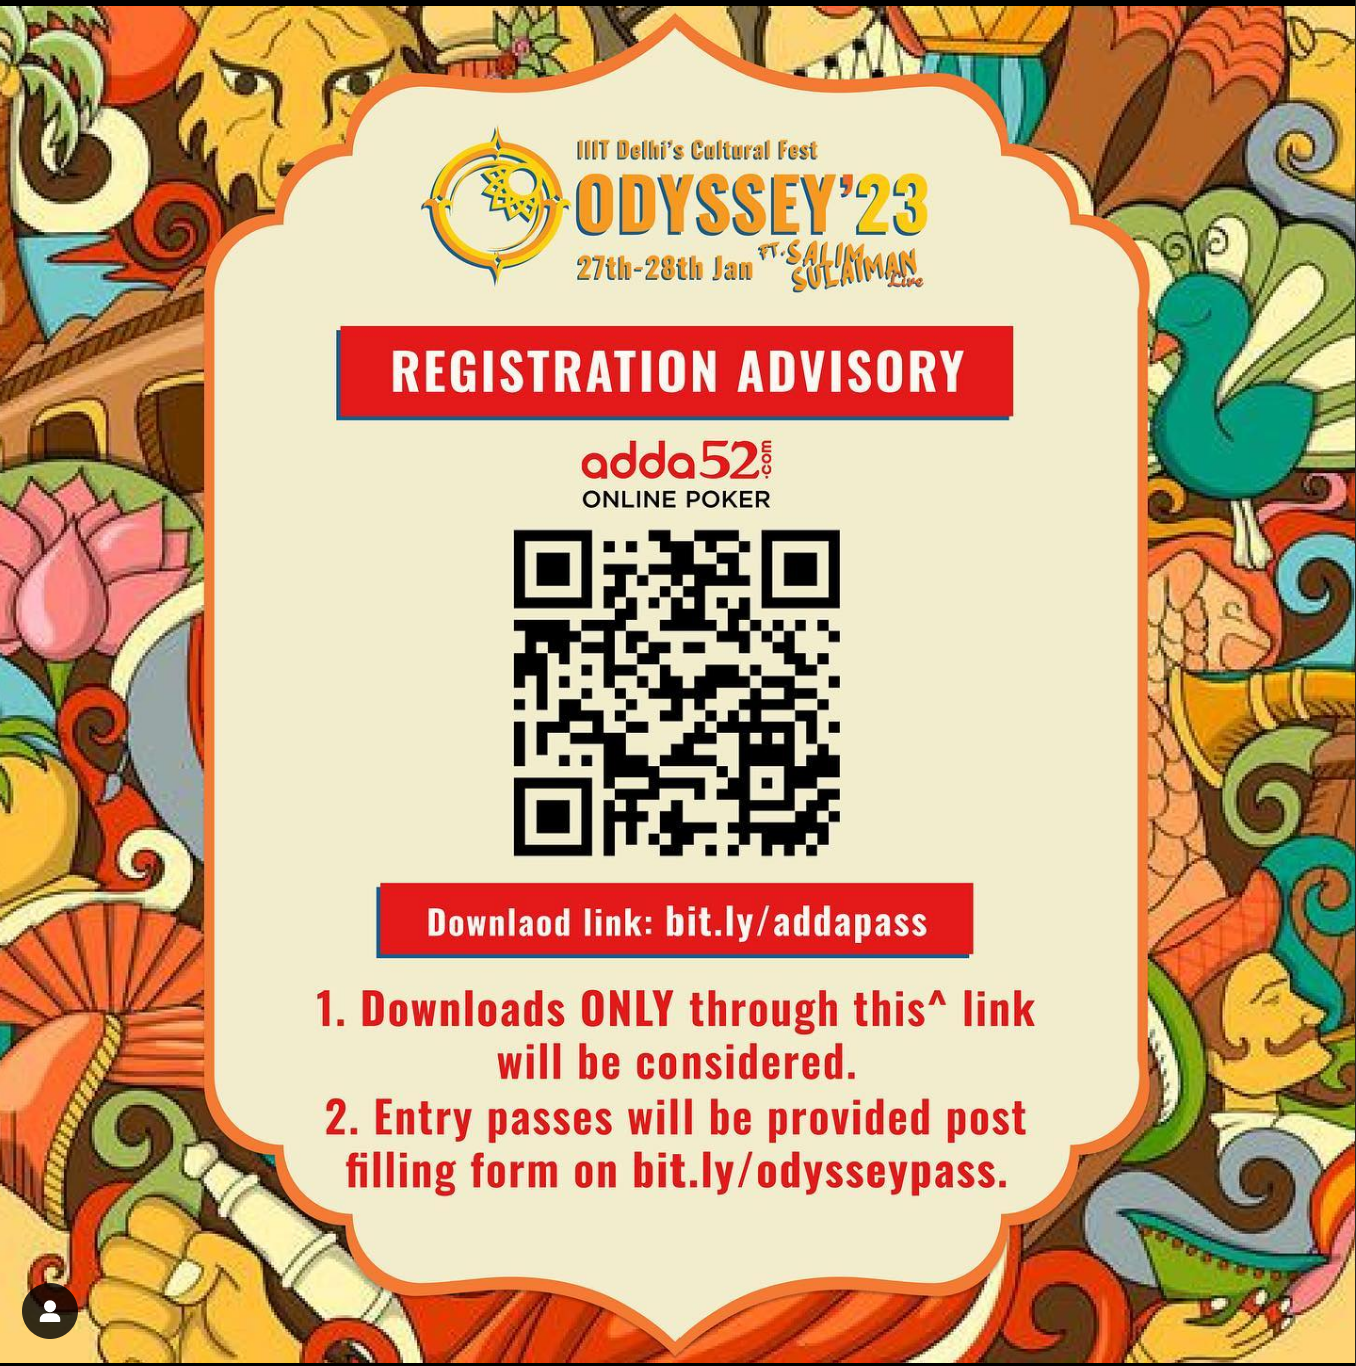 IIIT Delhi's Cultural Fest
ODYSSEY'23
27th-28th Jan FT. SALIM SULAIMAN Live
REGISTRATION ADVISORY
adda52.com
ONLINE POKER
Downlaod link: bit.ly/addapass
1. Downloads ONLY through this^ link
will be considered.
2. Entry passes will be provided post
filling form on bit.ly/odysseypass.